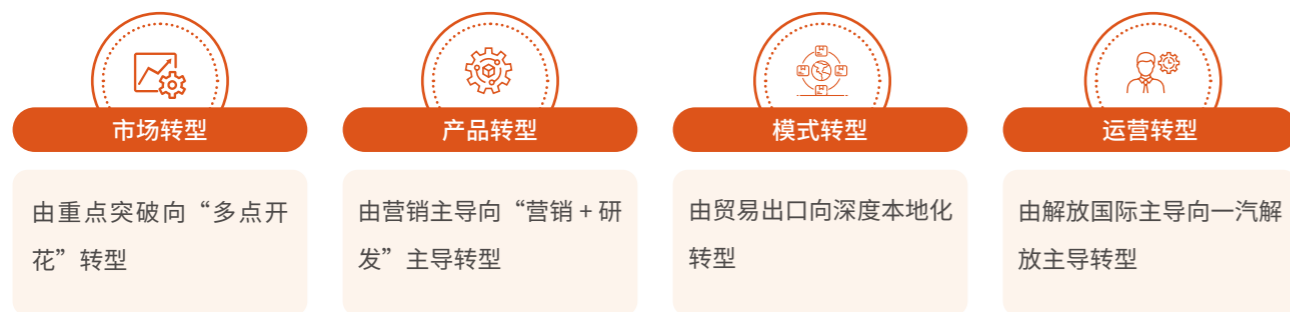 市场转型
由重点突破向“多点开
花”转型
产品转型
由营销主导向“营销+研
发”主导转型
模式转型
由贸易出口向深度本地化
转型
运营转型
由解放国际主导向一汽解
放主导转型